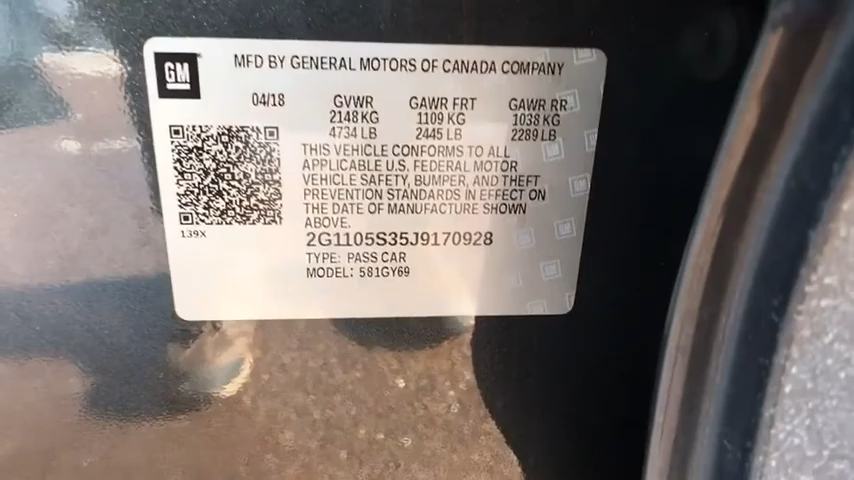 GM
MFD BY GENERAL MOTORS OF CANADA COMPANY
04/18 GVWR GAWR FRT GAWR RR
2148 KG 1109 KG 1038 KG
4734 LB 2445 LB 2289 LB
THIS VEHICLE CONFORMS TO ALL
APPLICABLE U.S. FEDERAL MOTOR
VEHICLE SAFETY, BUMPER, AND THEFT
PREVENTION STANDARDS IN EFFECT ON
THE DATE OF MANUFACTURE SHOWN
ABOVE.
139X
2G1105S35J9170928
TYPE: PASS CAR
MODEL: 581GY69